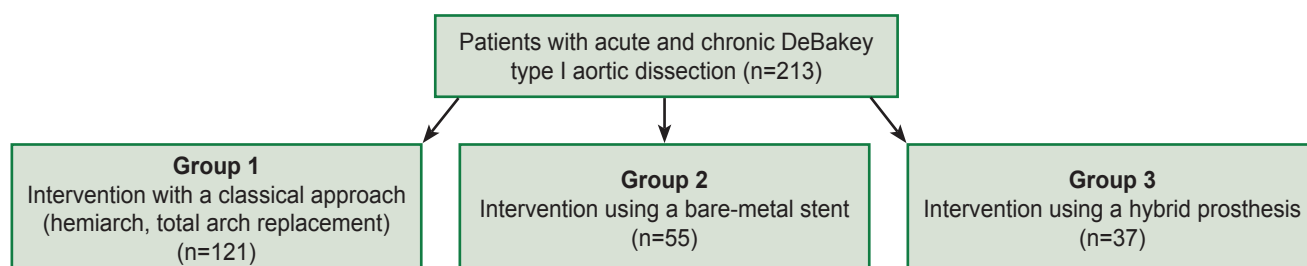 Patients with acute and chronic DeBakey
type I aortic dissection (n=213)
Group 1
Intervention with a classical approach
(hemiarch, total arch replacement)
(n=121)
Group 2
Intervention using a bare-metal stent
(n=55)
Group 3
Intervention using a hybrid prosthesis
(n=37)